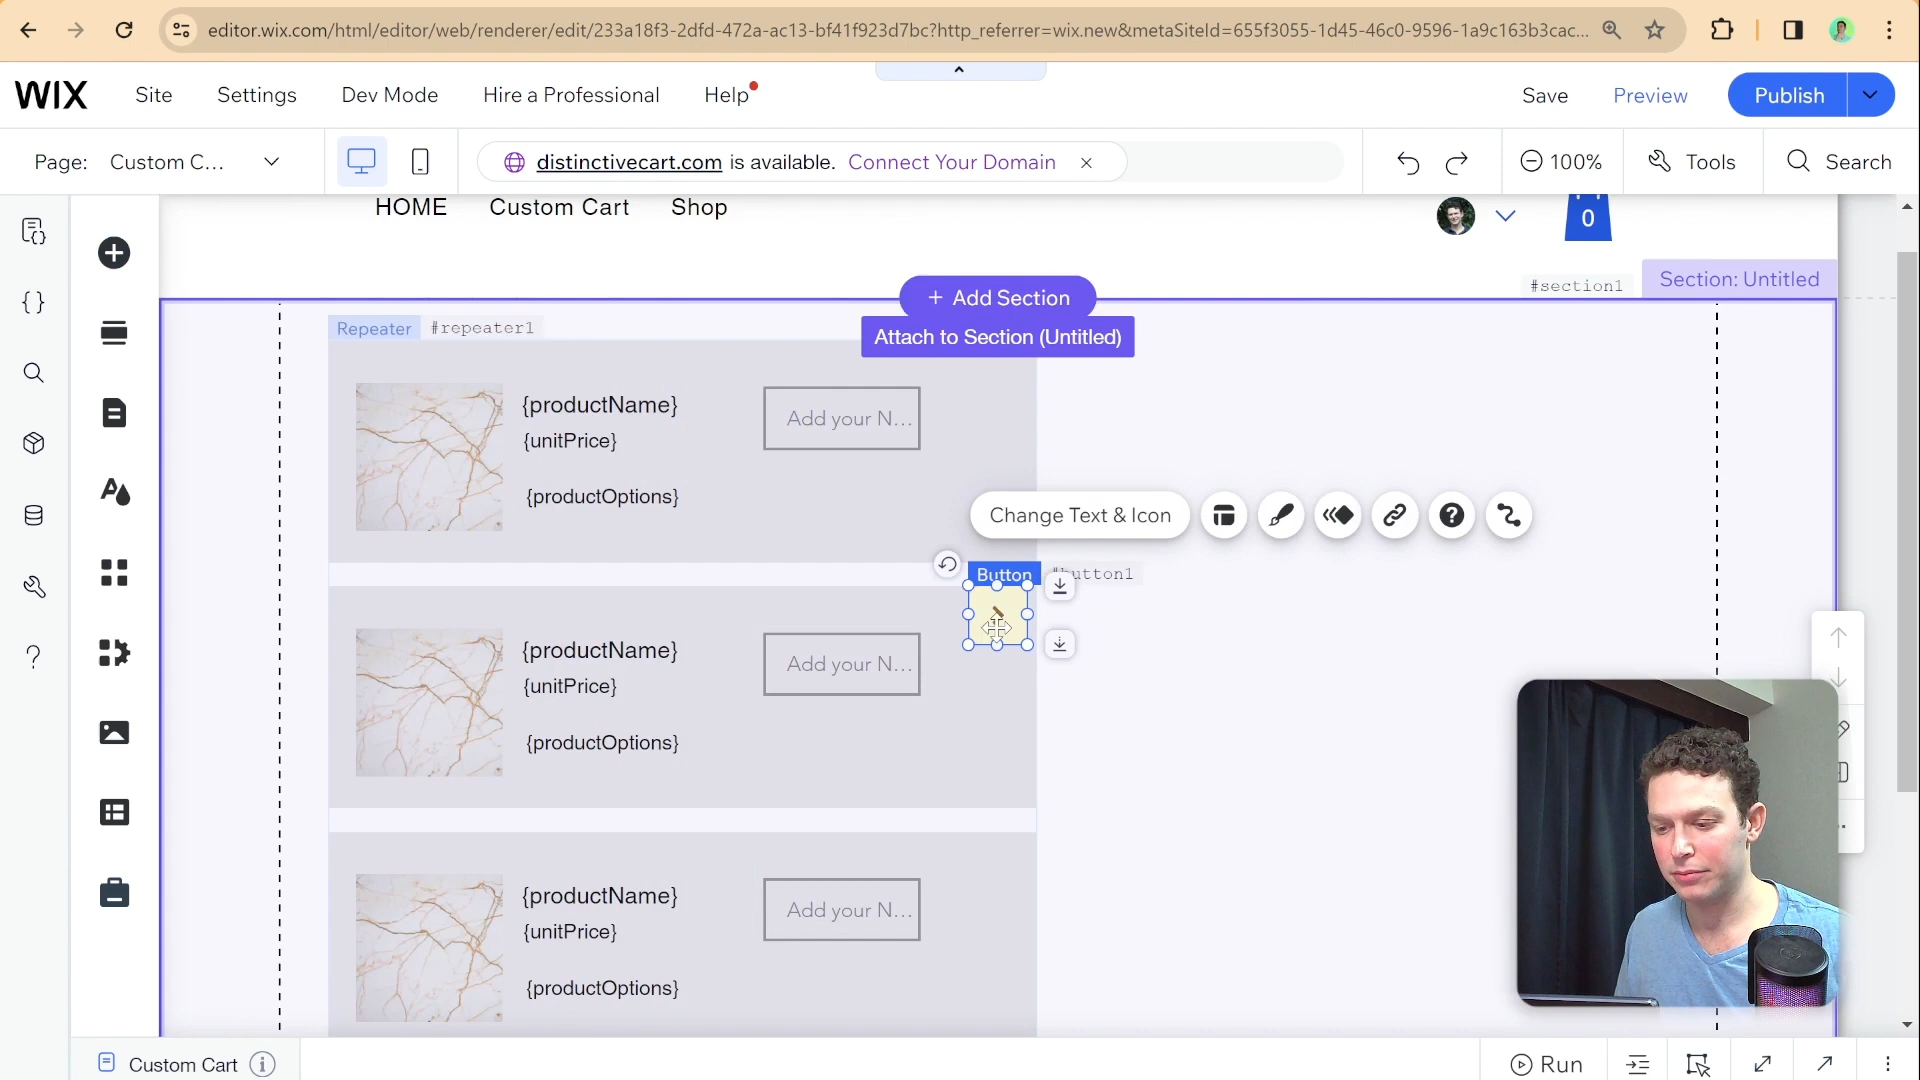 editor.wix.com/html/editor/web/renderer/edit/233a18f3-2dfd-472a-ac13-bf41f923d7bc?http_referrer=wix.new&metaSiteId=655f3055-1d45-46c0-9596-1a9c163b3cac...
WIX Site Settings Dev Mode Hire a Professional Help Save Preview Publish
Page: Custom C... distinctivecart.com is available. Connect Your Domain 100% Tools Search
HOME Custom Cart Shop 0
#section1 Section: Untitled
+ Add Section
Repeater #repeater1 Attach to Section (Untitled)
{productName} Add your N...
{unitPrice}
{productOptions}
Change Text & Icon
Button #button1
{productName} Add your N...
{unitPrice}
{productOptions}
{productName} Add your N...
{unitPrice}
{productOptions}
Custom Cart Run